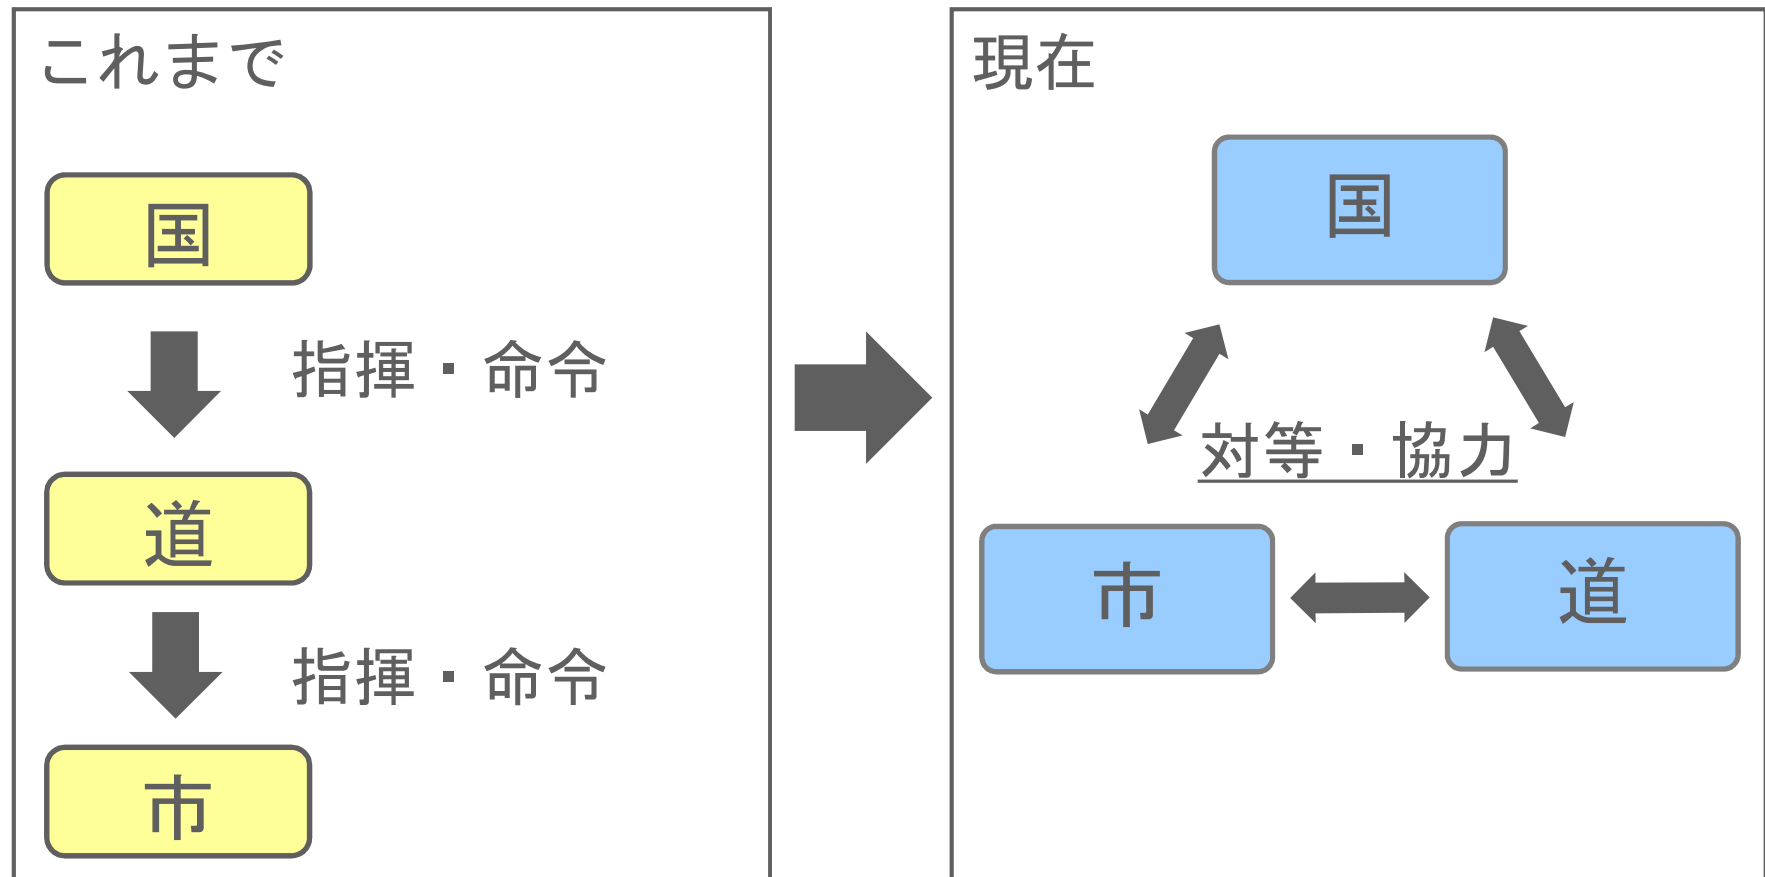 これまで
国
指揮・命令
道
指揮・命令
市
現在
国
対等・協力
市
道